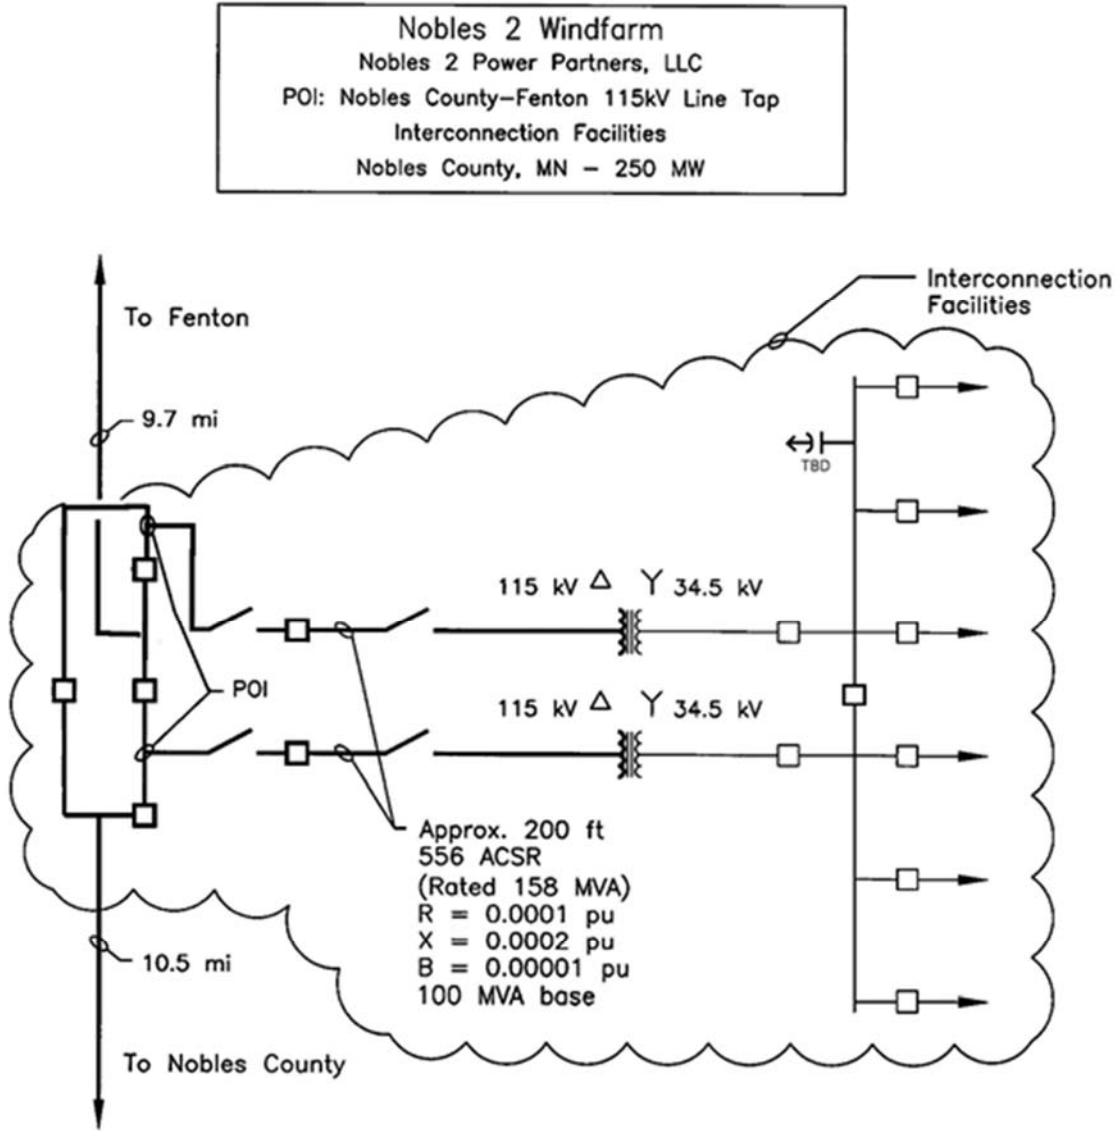 Nobles 2 Windfarm
Nobles 2 Power Partners, LLC
POI: Nobles County-Fenton 115kV Line Tap
Interconnection Facilities
Nobles County, MN - 250 MW
Interconnection
Facilities
To Fenton
9.7 mi
TBD
115 kV Δ Y 34.5 kV
POI
115 kV Δ Y 34.5 kV
Approx. 200 ft
556 ACSR
(Rated 158 MVA)
R = 0.0001 pu
X = 0.0002 pu
B = 0.00001 pu
100 MVA base
10.5 mi
To Nobles County